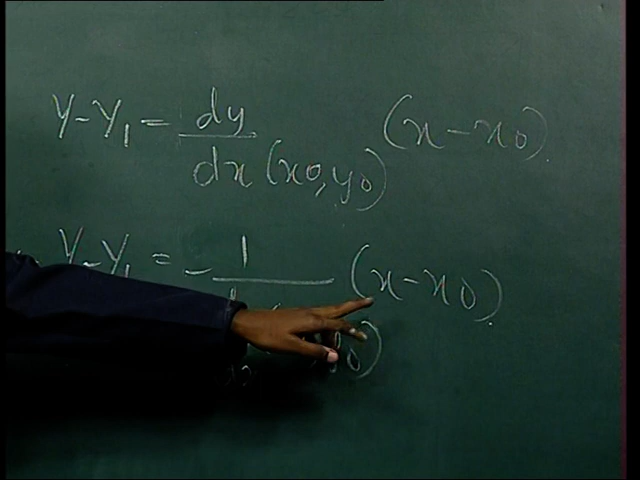 y - y1 = dy
dx (x0, y0) (x - x0)
y - y1 = - 1 (x - x0)